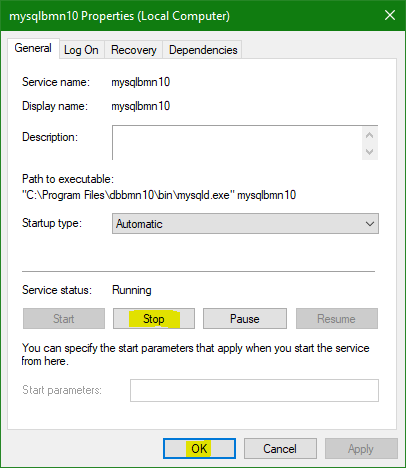 mysqlbmn10 Properties (Local Computer)
General Log On Recovery Dependencies
Service name: mysqlbmn10
Display name: mysqlbmn10
Description:
Path to executable:
"C:\Program Files\dbbmn10\bin\mysqld.exe" mysqlbmn10
Startup type: Automatic
Service status: Running
Start Stop Pause Resume
You can specify the start parameters that apply when you start the service
from here.
Start parameters:
OK Cancel Apply